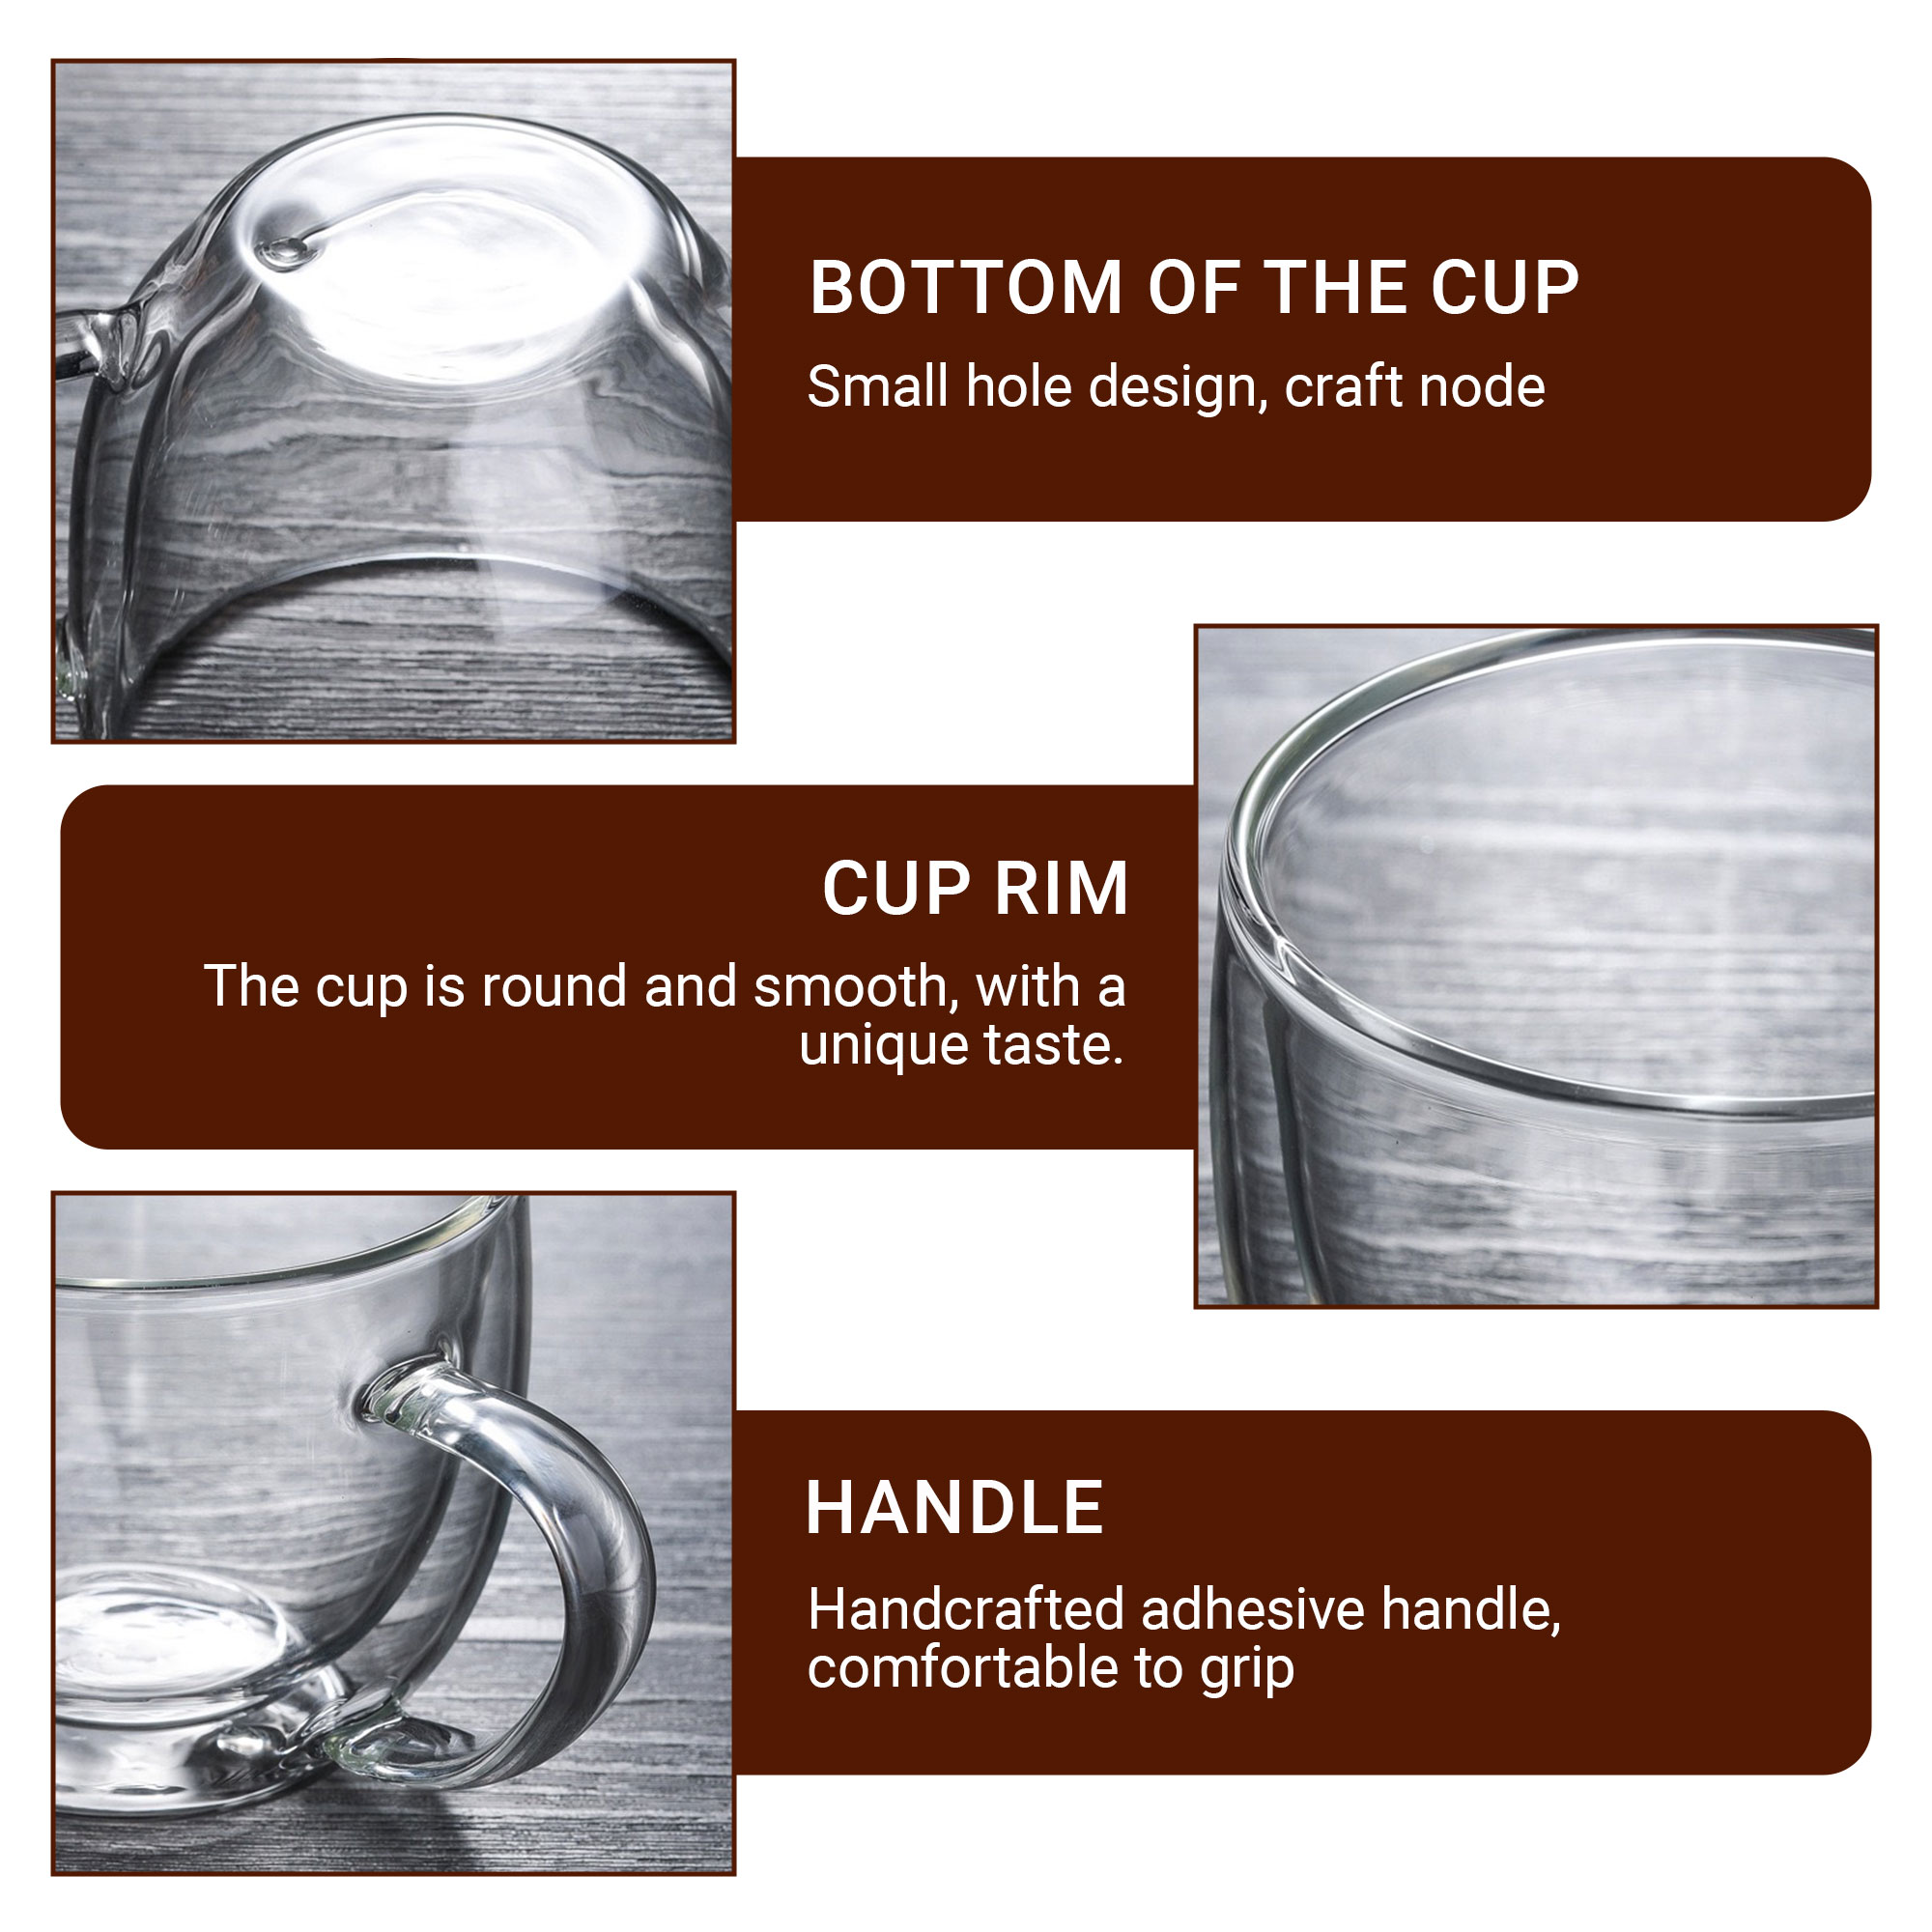 BOTTOM OF THE CUP
Small hole design, craft node
CUP RIM
The cup is round and smooth, with a
unique taste.
HANDLE
Handcrafted adhesive handle,
comfortable to grip